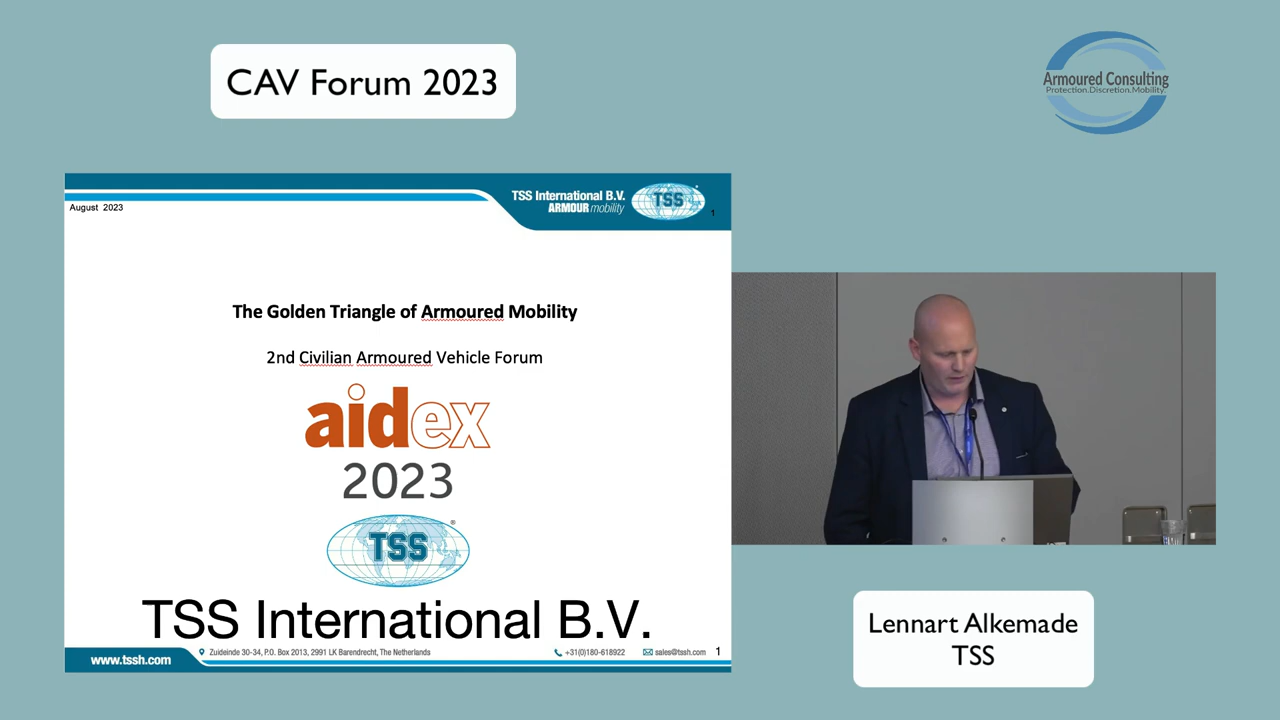 CAV Forum 2023
Armoured Consulting
Protection.Discretion.Mobility.
TSS International B.V.
ARMOUR mobility
TSS
August 2023
1
The Golden Triangle of Armoured Mobility
2nd Civilian Armoured Vehicle Forum
aidex
2023
TSS
®
TSS International B.V.
www.tssh.com
Zuideinde 30-34, P.O. Box 2013, 2991 LK Barendrecht, The Netherlands
+31(0)180-618922
sales@tssh.com
1
Lennart Alkemade
TSS